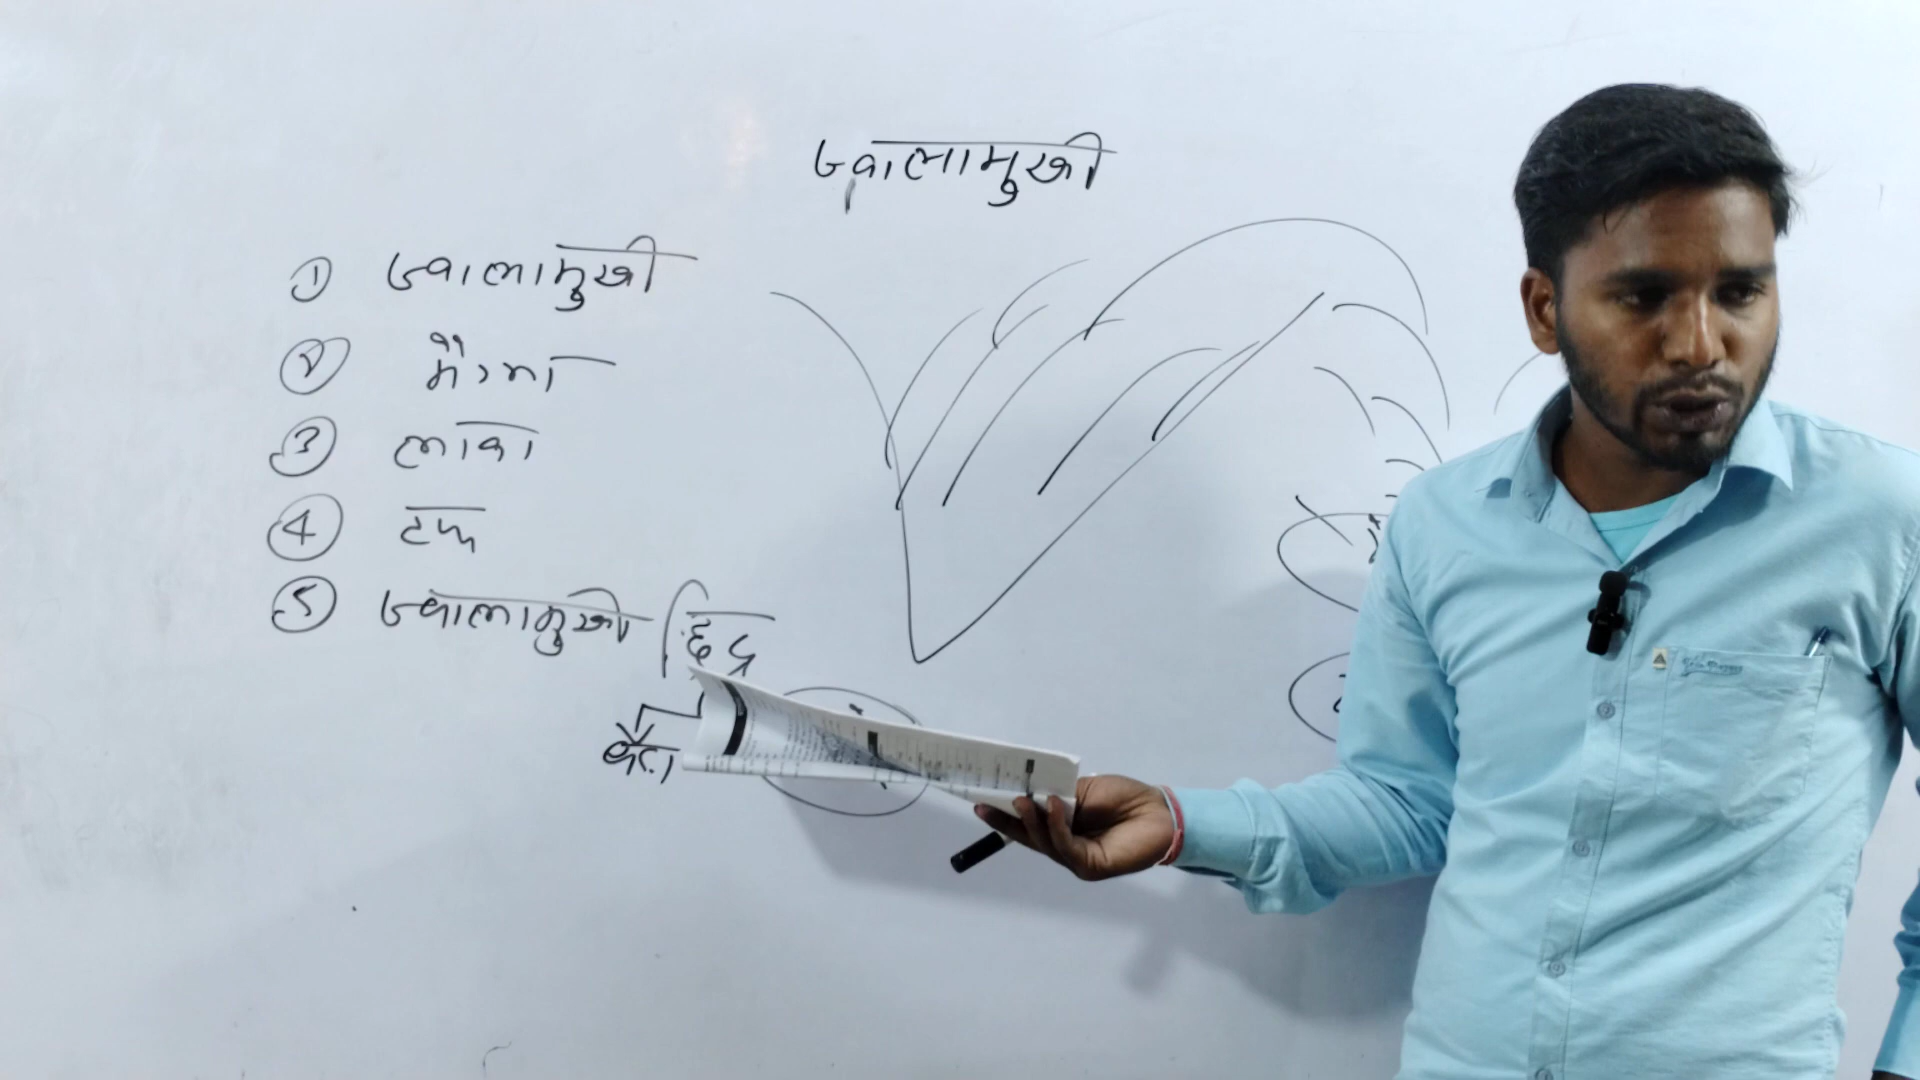 ज्वालामुखी
① ज्वालामुखी
② मैग्मा
③ लावा
④ टफ
⑤ ज्वालामुखी छिद्र